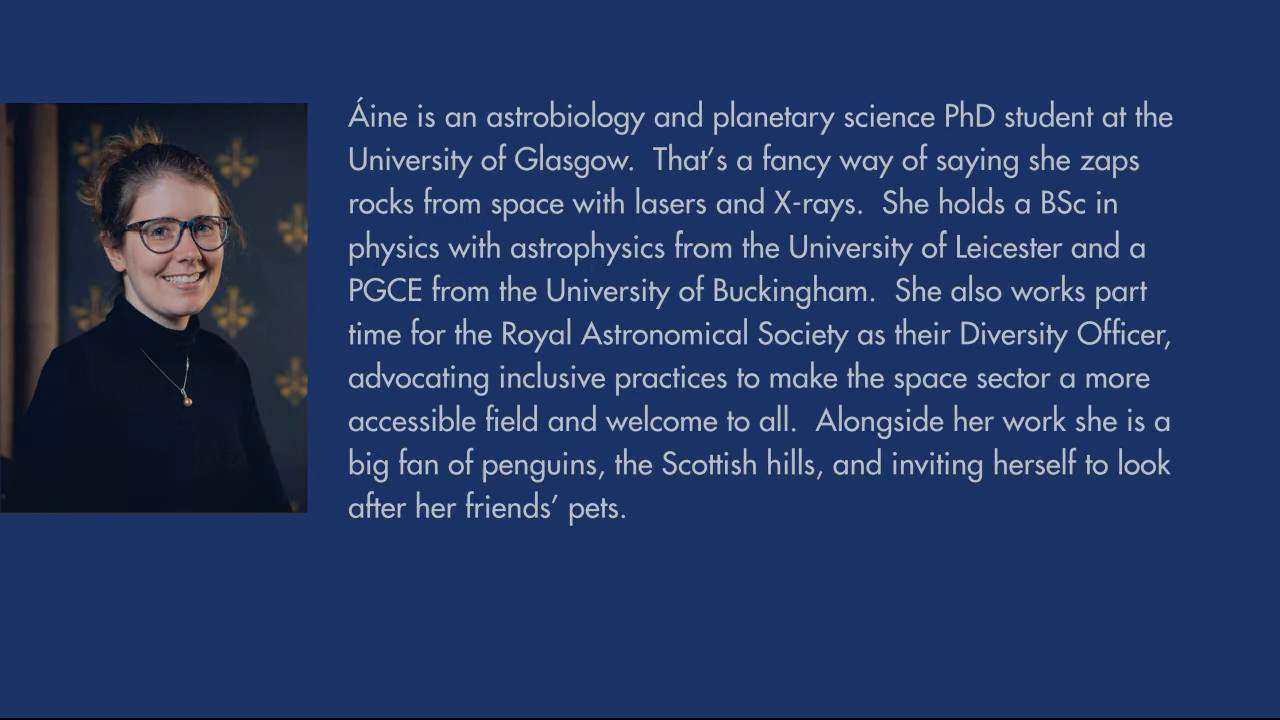 Áine is an astrobiology and planetary science PhD student at the
University of Glasgow.  That’s a fancy way of saying she zaps
rocks from space with lasers and X-rays.  She holds a BSc in
physics with astrophysics from the University of Leicester and a
PGCE from the University of Buckingham.  She also works part
time for the Royal Astronomical Society as their Diversity Officer,
advocating inclusive practices to make the space sector a more
accessible field and welcome to all.  Alongside her work she is a
big fan of penguins, the Scottish hills, and inviting herself to look
after her friends’ pets.